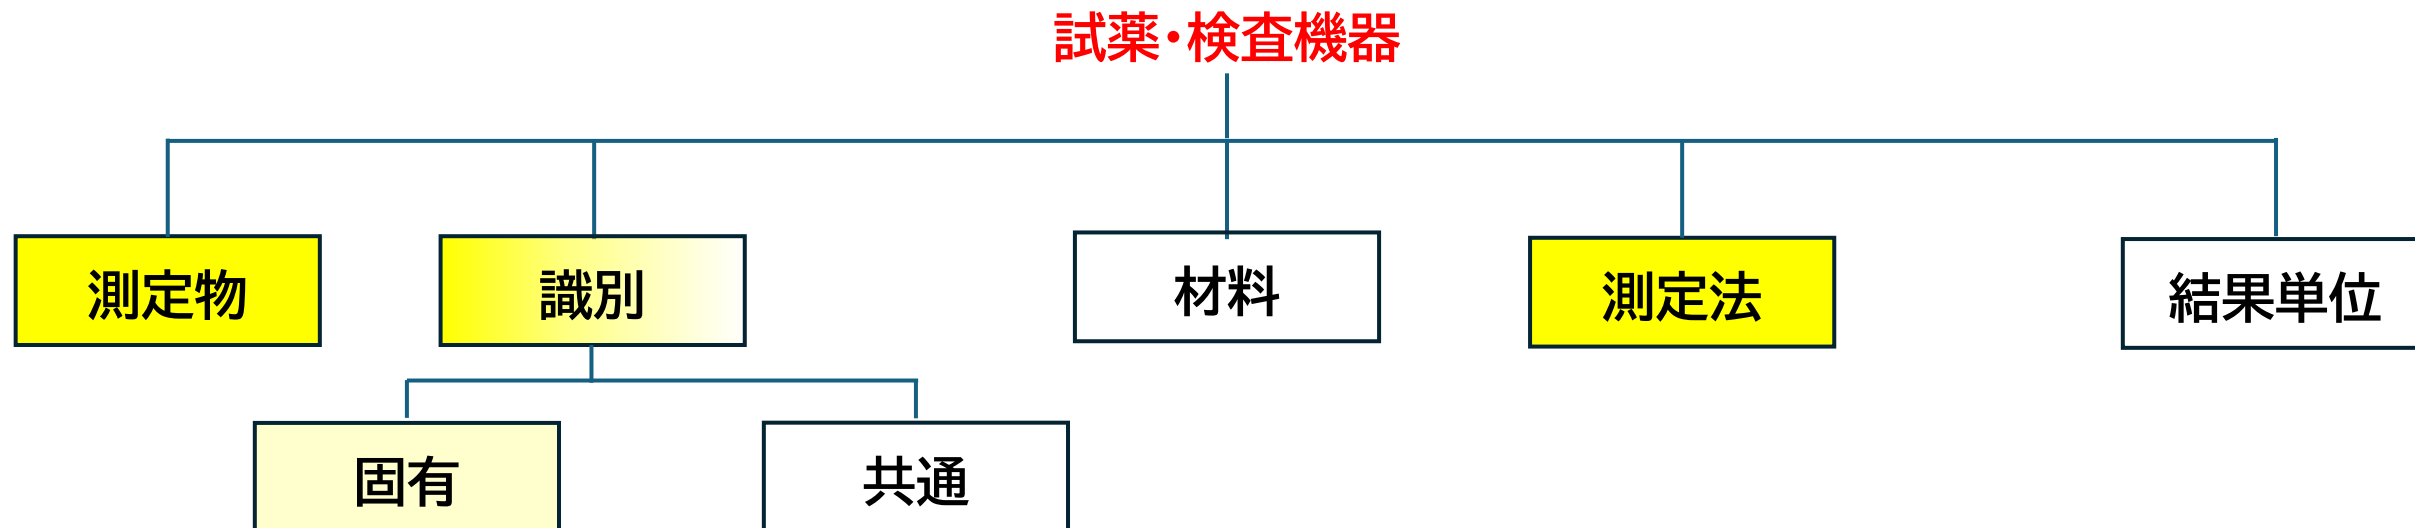 試薬・検査機器
測定物
識別
材料
測定法
結果単位
固有
共通